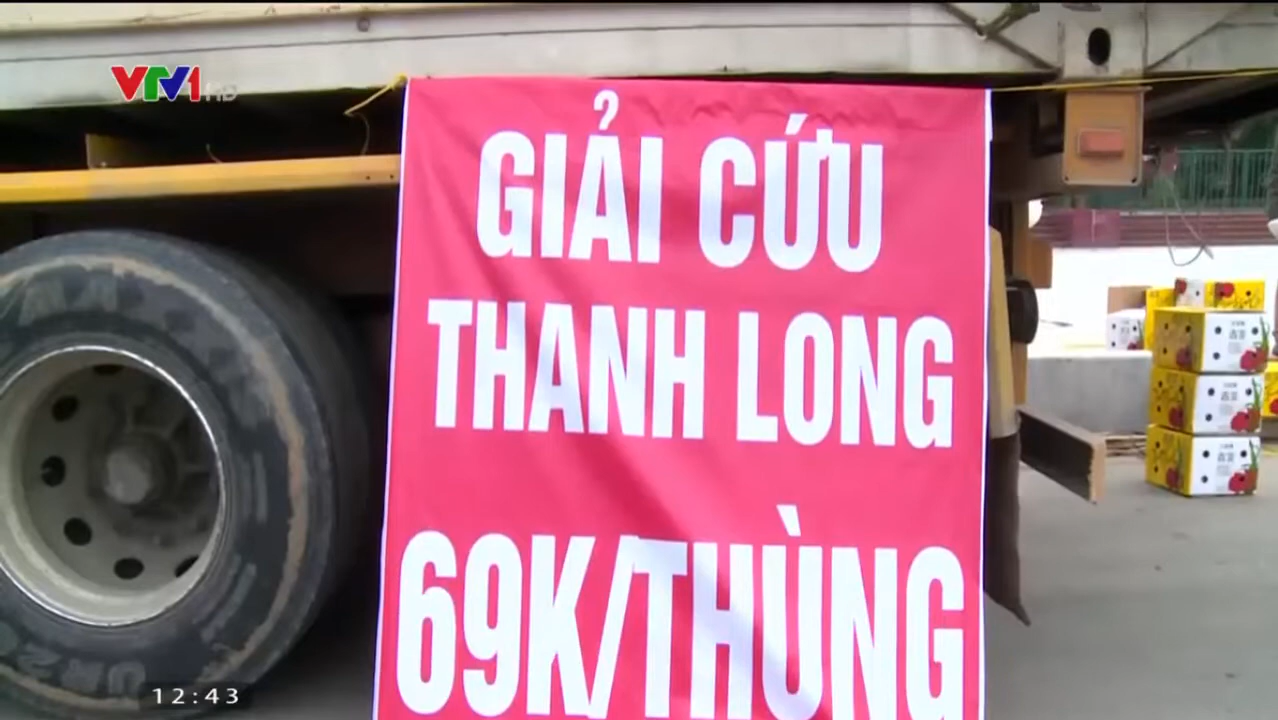 VTV1 HD
GIẢI CỨU
THANH LONG
69K/THÙNG
12:43